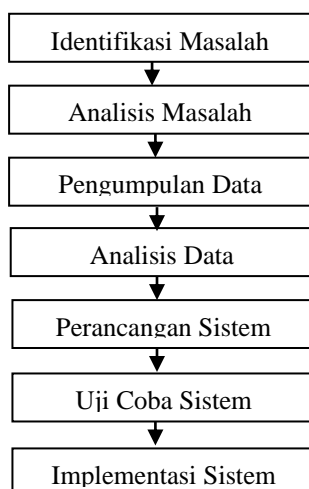 Identifikasi Masalah
Analisis Masalah
Pengumpulan Data
Analisis Data
Perancangan Sistem
Uji Coba Sistem
Implementasi Sistem